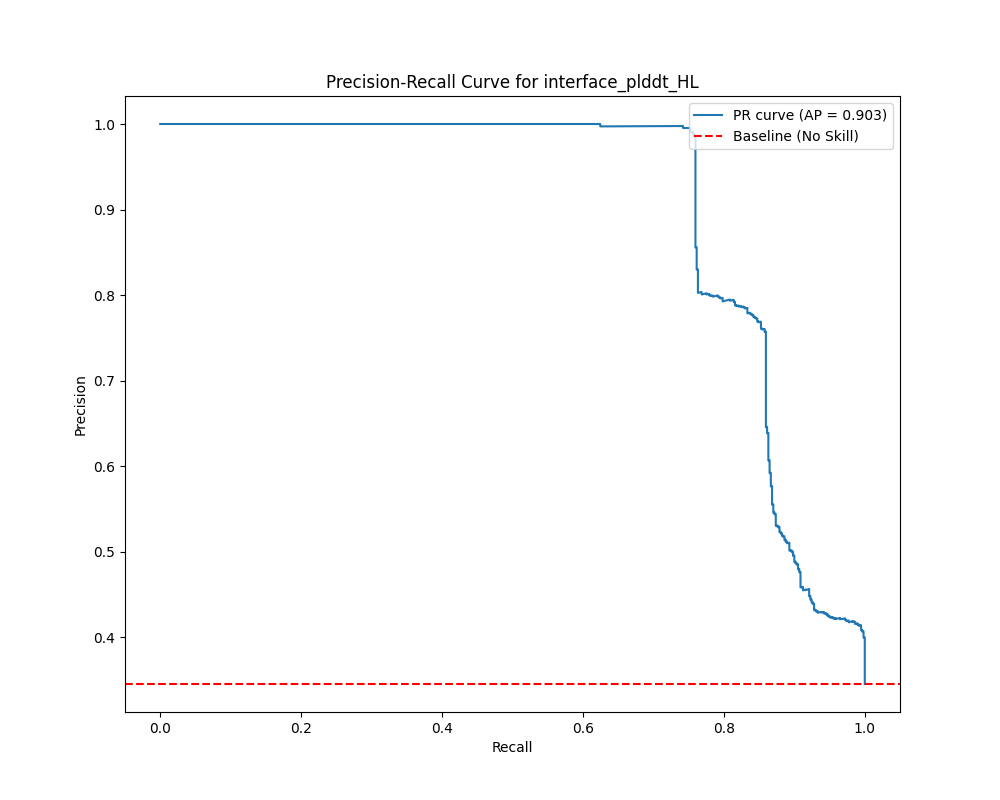 Precision-Recall Curve for interface_plddt_HL
PR curve (AP = 0.903)
Baseline (No Skill)
1.0
0.9
0.8
0.7
0.6
0.5
0.4
Precision
0.0 0.2 0.4 0.6 0.8 1.0
Recall